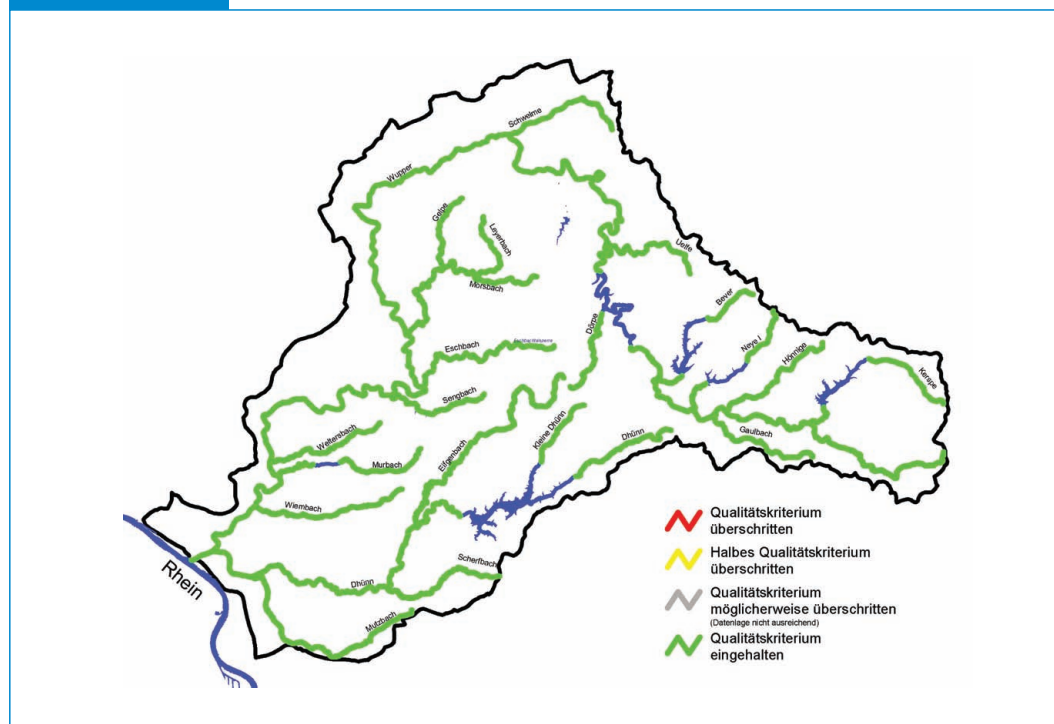 Schwelme
Wupper
Gelpe
Leyerbach
Morsbach
Uelfe
Bever
Neye I
Hönnige
Kerspe
Dörpe
Eschbach
Sengbach
Gaulbach
Weltersbach
Murbach
Eifgenbach
Kleine Dhünn
Dhünn
Wiembach
Scherfbach
Dhünn
Mutzbach
Rhein
Qualitätskriterium
überschritten
Halbes Qualitätskriterium
überschritten
Qualitätskriterium
möglicherweise überschritten
(Datenlage nicht ausreichend)
Qualitätskriterium
eingehalten